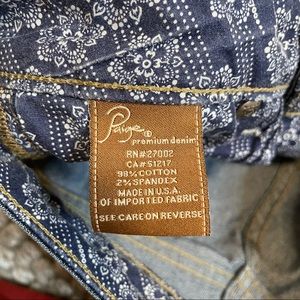 Paige®
premium denim
RN#27002
CA#51217
98% COTTON
2% SPANDEX
MADE IN U.S.A.
OF IMPORTED FABRIC
SEE CARE ON REVERSE